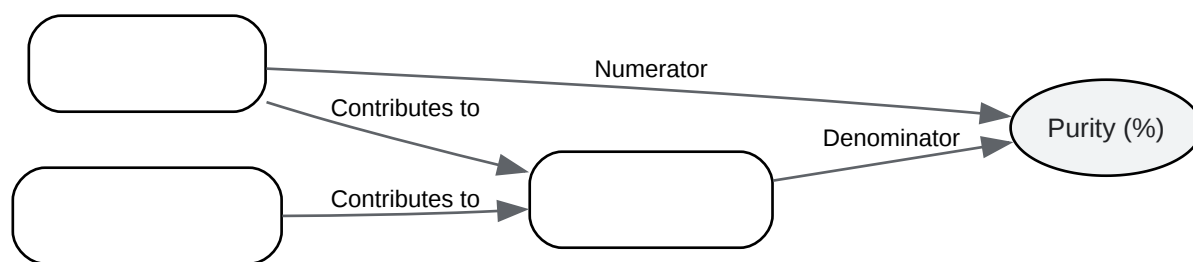 Numerator
Contributes to
Purity (%)
Denominator
Contributes to